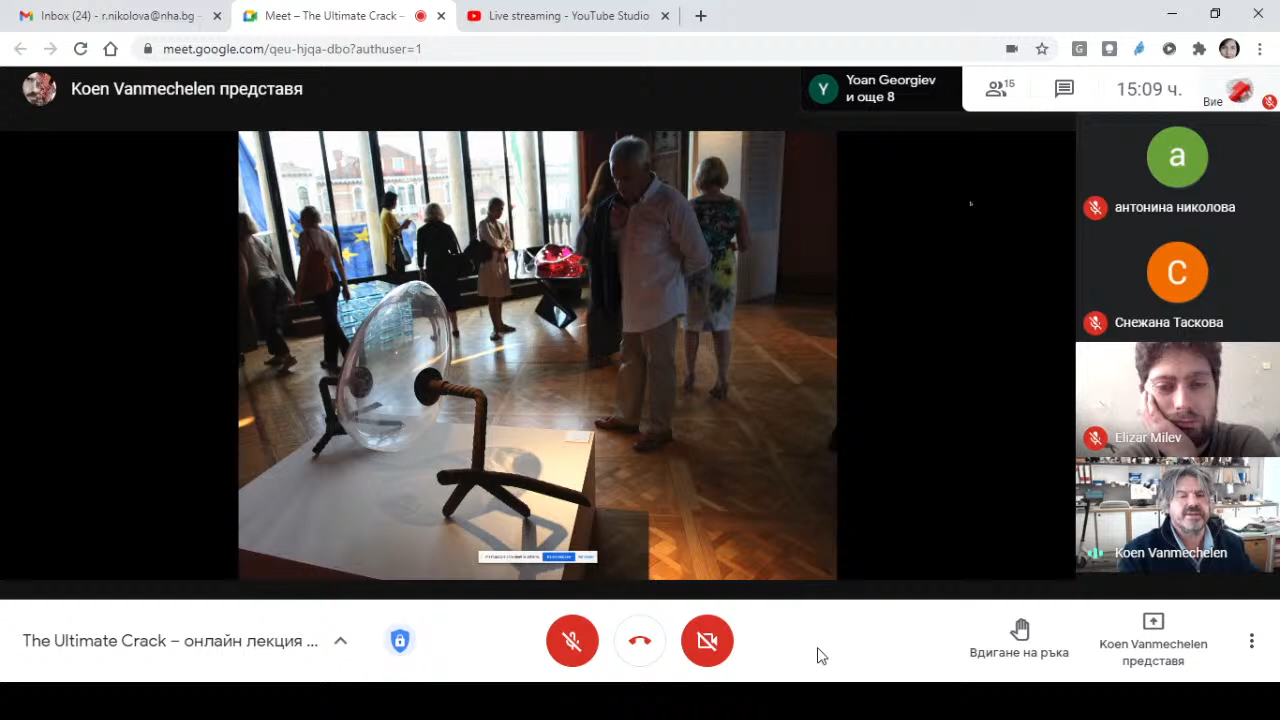 Inbox (24) - r.nikolova@nha.bg -
Meet – The Ultimate Crack –
Live streaming - YouTube Studio
meet.google.com/qeu-hjqa-dbo?authuser=1
Koen Vanmechelen представя
Y
Yoan Georgiev
и още 8
15
15:09 ч.
Вие
a
антонина николова
С
Снежана Таскова
Elizar Milev
Koen Vanmechelen
The Ultimate Crack – онлайн лекция ...
Вдигане на ръка
Koen Vanmechelen
представя